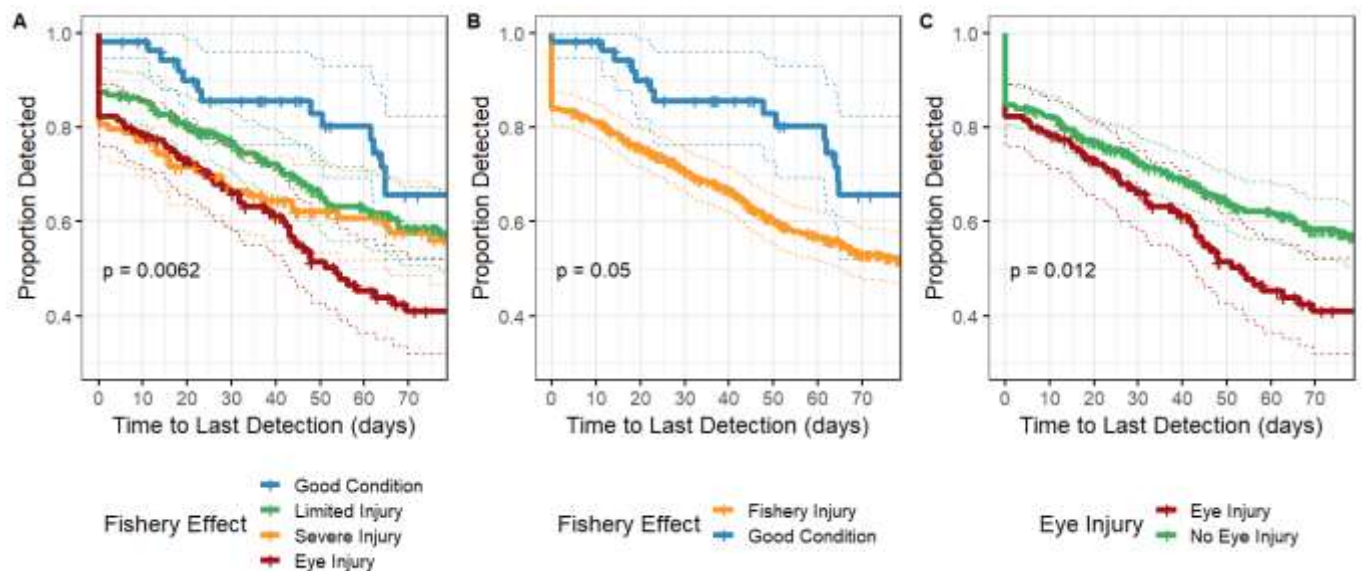 A
B
C
Proportion Detected
1.0
0.8
0.6
0.4
p = 0.0062
0 10 20 30 40 50 60 70
Time to Last Detection (days)
Proportion Detected
1.0
0.8
0.6
0.4
p = 0.05
0 10 20 30 40 50 60 70
Time to Last Detection (days)
Proportion Detected
1.0
0.8
0.6
0.4
p = 0.012
0 10 20 30 40 50 60 70
Time to Last Detection (days)
Fishery Effect
Good Condition
Limited Injury
Severe Injury
Eye Injury
Fishery Effect
Fishery Injury
Good Condition
Eye Injury
Eye Injury
No Eye Injury